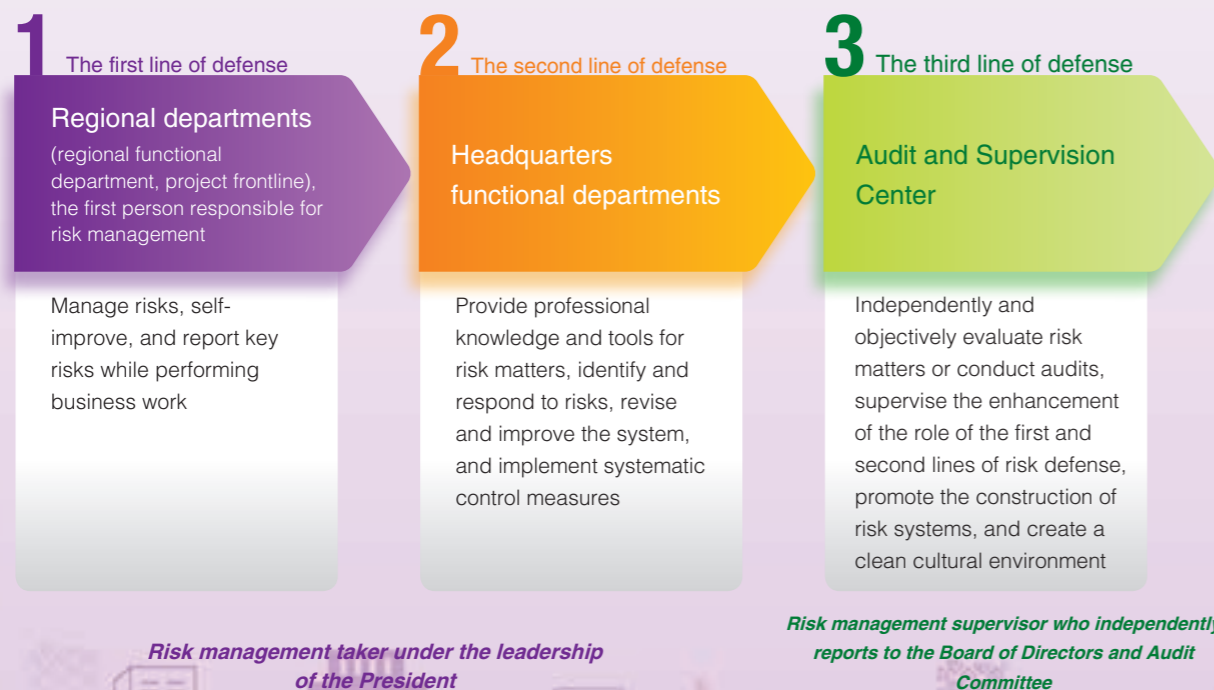 1 The first line of defense
Regional departments
(regional functional
department, project frontline),
the first person responsible for
risk management
Manage risks, self-
improve, and report key
risks while performing
business work
2 The second line of defense
Headquarters
functional departments
Provide professional
knowledge and tools for
risk matters, identify and
respond to risks, revise
and improve the system,
and implement systematic
control measures
3 The third line of defense
Audit and Supervision
Center
Independently and
objectively evaluate risk
matters or conduct audits,
supervise the enhancement
of the role of the first and
second lines of risk defense,
promote the construction of
risk systems, and create a
clean cultural environment
Risk management taker under the leadership
of the President
Risk management supervisor who independently
reports to the Board of Directors and Audit
Committee